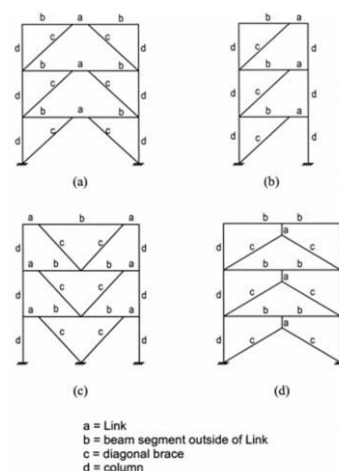 b a b
d c c d
b a b
d c c d
b a b
d c c d
(a)
b a
d c d
b a
d c d
b a
d c d
(b)
a b a
d c c d
a b b a
d c c d
a b b a
d c c d
(c)
b b
a
d c c
b b
a
d c c
b b
a
d c c
(d)
a = Link
b = beam segment outside of Link
c = diagonal brace
d = column